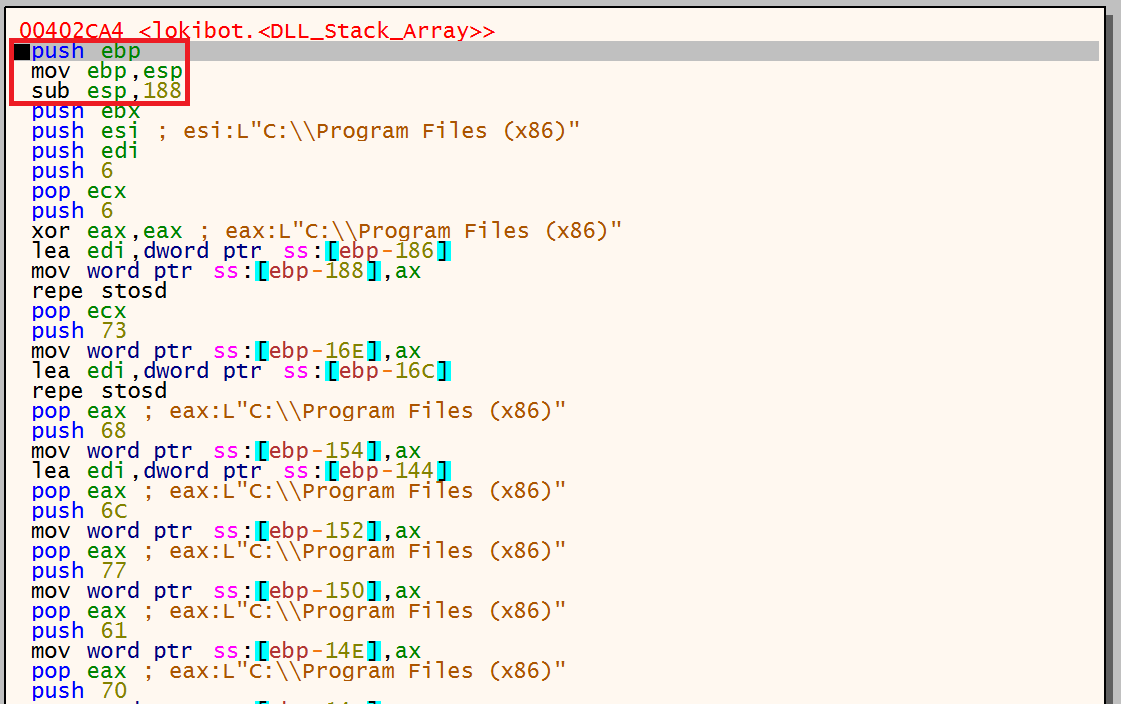 00402CA4 <lokibot.<DLL_Stack_Array>>
push ebp
mov ebp,esp
sub esp,188
push ebx
push esi ; esi:L"C:\\Program Files (x86)"
push edi
push 6
pop ecx
push 6
xor eax,eax ; eax:L"C:\\Program Files (x86)"
lea edi,dword ptr ss:[ebp-186]
mov word ptr ss:[ebp-188],ax
repe stosd
pop ecx
push 73
mov word ptr ss:[ebp-16E],ax
lea edi,dword ptr ss:[ebp-16C]
repe stosd
pop eax ; eax:L"C:\\Program Files (x86)"
push 68
mov word ptr ss:[ebp-154],ax
lea edi,dword ptr ss:[ebp-144]
pop eax ; eax:L"C:\\Program Files (x86)"
push 6C
mov word ptr ss:[ebp-152],ax
pop eax ; eax:L"C:\\Program Files (x86)"
push 77
mov word ptr ss:[ebp-150],ax
pop eax ; eax:L"C:\\Program Files (x86)"
push 61
mov word ptr ss:[ebp-14E],ax
pop eax ; eax:L"C:\\Program Files (x86)"
push 70